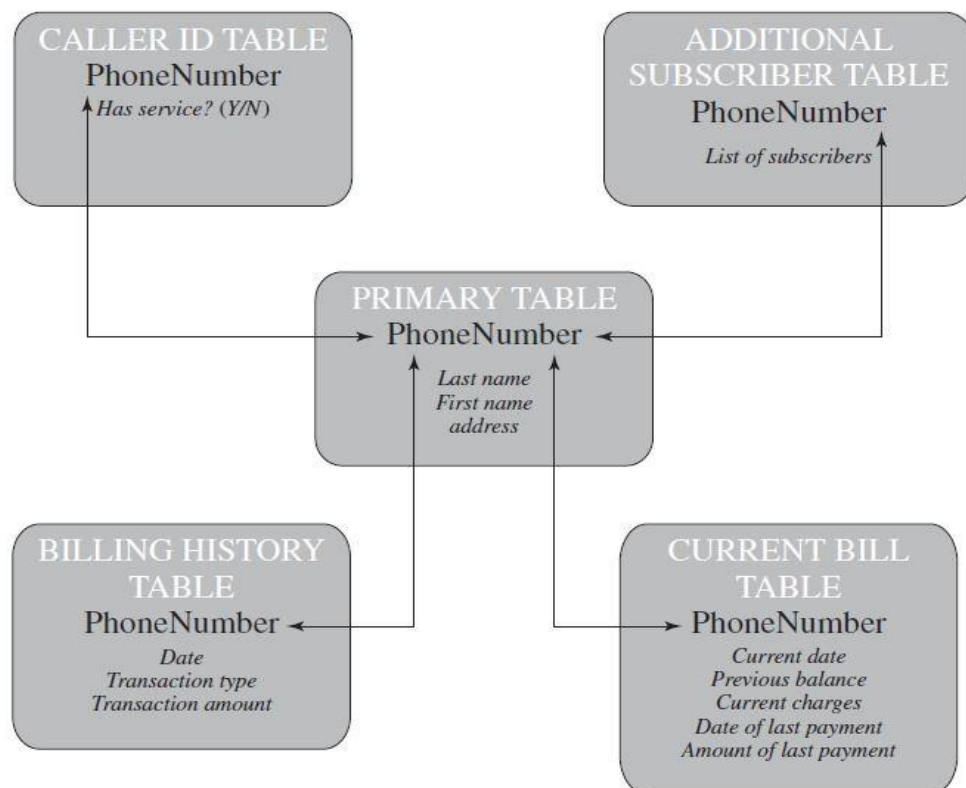 CALLER ID TABLE
PhoneNumber
Has service? (Y/N)
ADDITIONAL
SUBSCRIBER TABLE
PhoneNumber
List of subscribers
PRIMARY TABLE
PhoneNumber
Last name
First name
address
BILLING HISTORY
TABLE
PhoneNumber
Date
Transaction type
Transaction amount
CURRENT BILL
TABLE
PhoneNumber
Current date
Previous balance
Current charges
Date of last payment
Amount of last payment